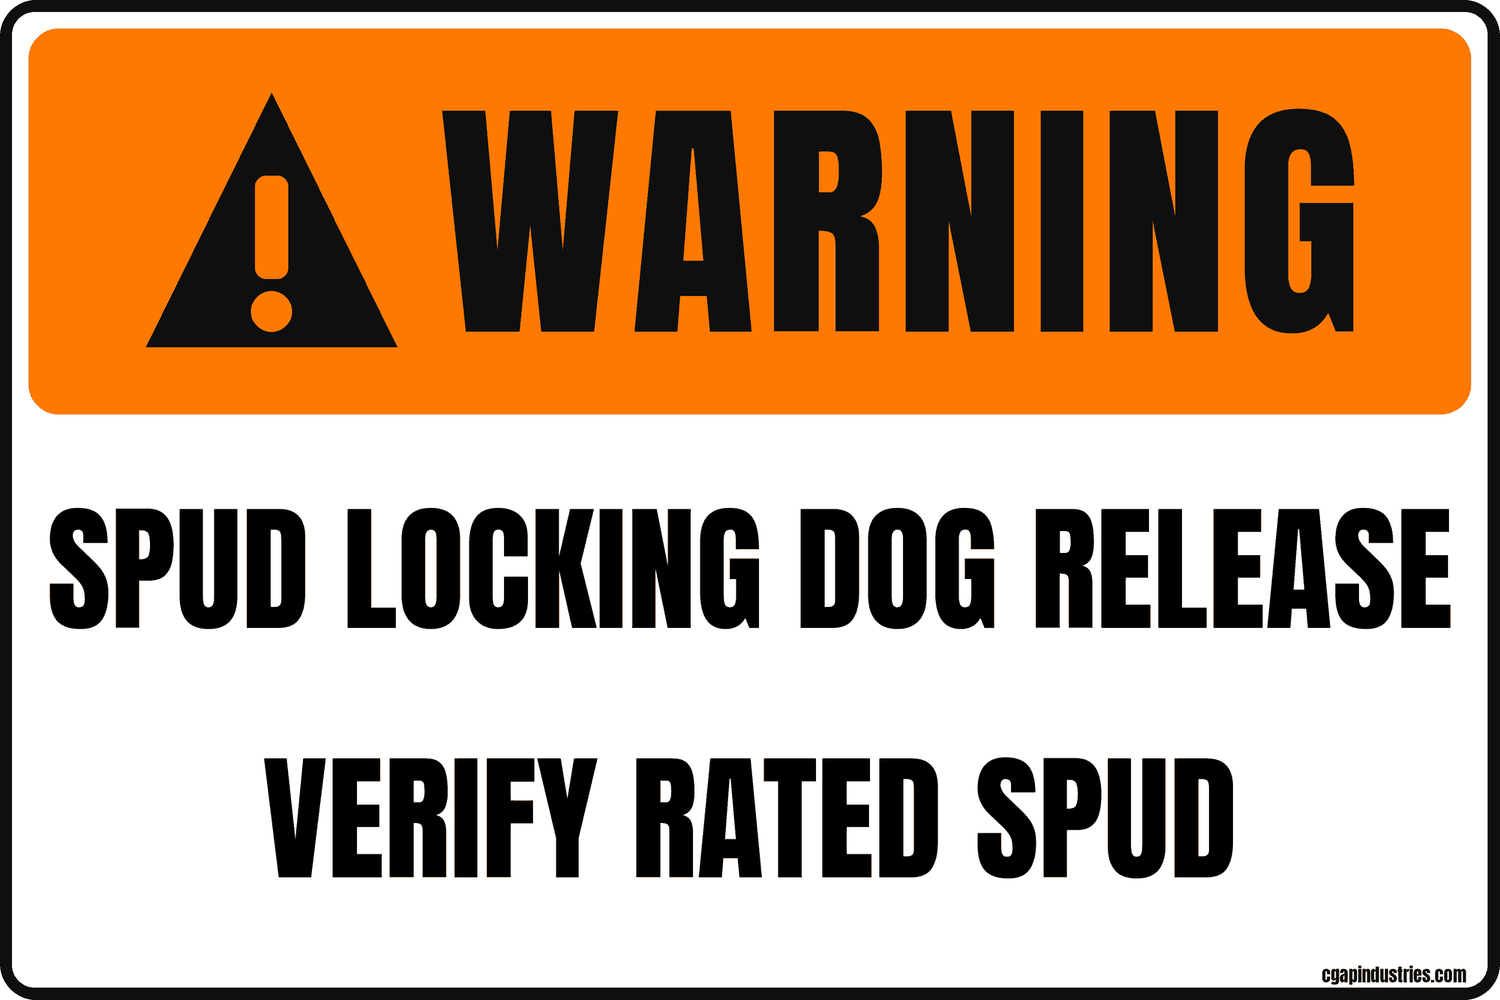 WARNING
SPUD LOCKING DOG RELEASE
VERIFY RATED SPUD
cgapindustries.com